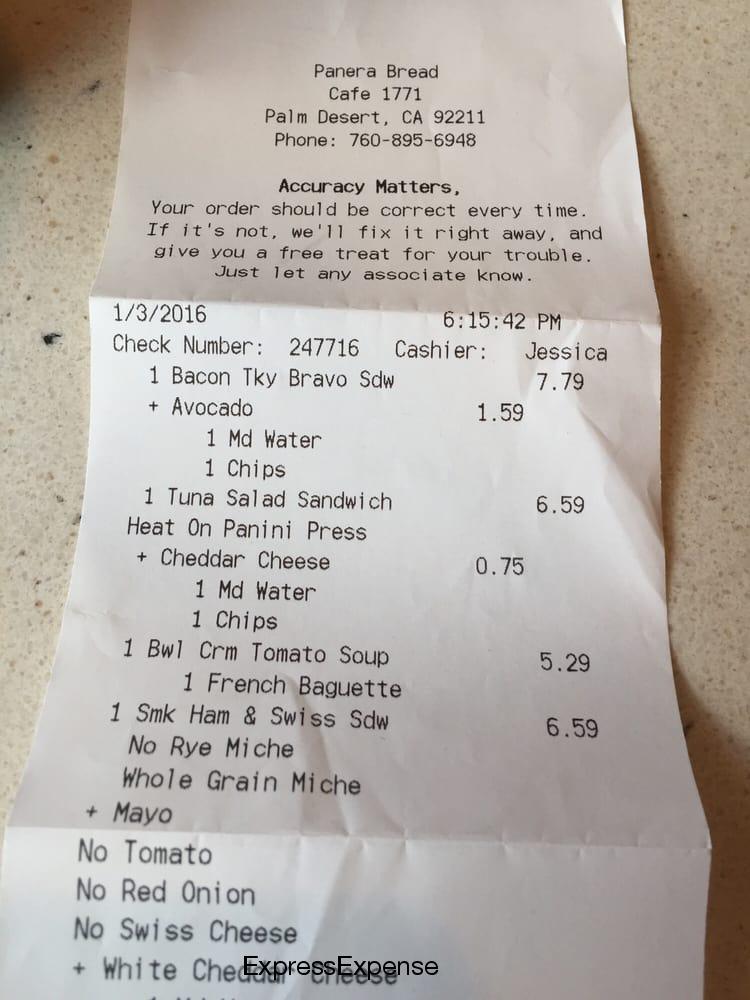 Panera Bread
Cafe 1771
Palm Desert, CA 92211
Phone: 760-895-6948
Accuracy Matters,
Your order should be correct every time.
If it's not, we'll fix it right away, and
give you a free treat for your trouble.
Just let any associate know.
1/3/2016 6:15:42 PM
Check Number: 247716 Cashier: Jessica
1 Bacon Tky Bravo Sdw 7.79
+ Avocado 1.59
1 Md Water
1 Chips
1 Tuna Salad Sandwich 6.59
Heat On Panini Press
+ Cheddar Cheese 0.75
1 Md Water
1 Chips
1 Bwl Crm Tomato Soup 5.29
1 French Baguette
1 Smk Ham & Swiss Sdw 6.59
No Rye Miche
Whole Grain Miche
+ Mayo
No Tomato
No Red Onion
No Swiss Cheese
+ White Cheddar Cheese
ExpressExpense